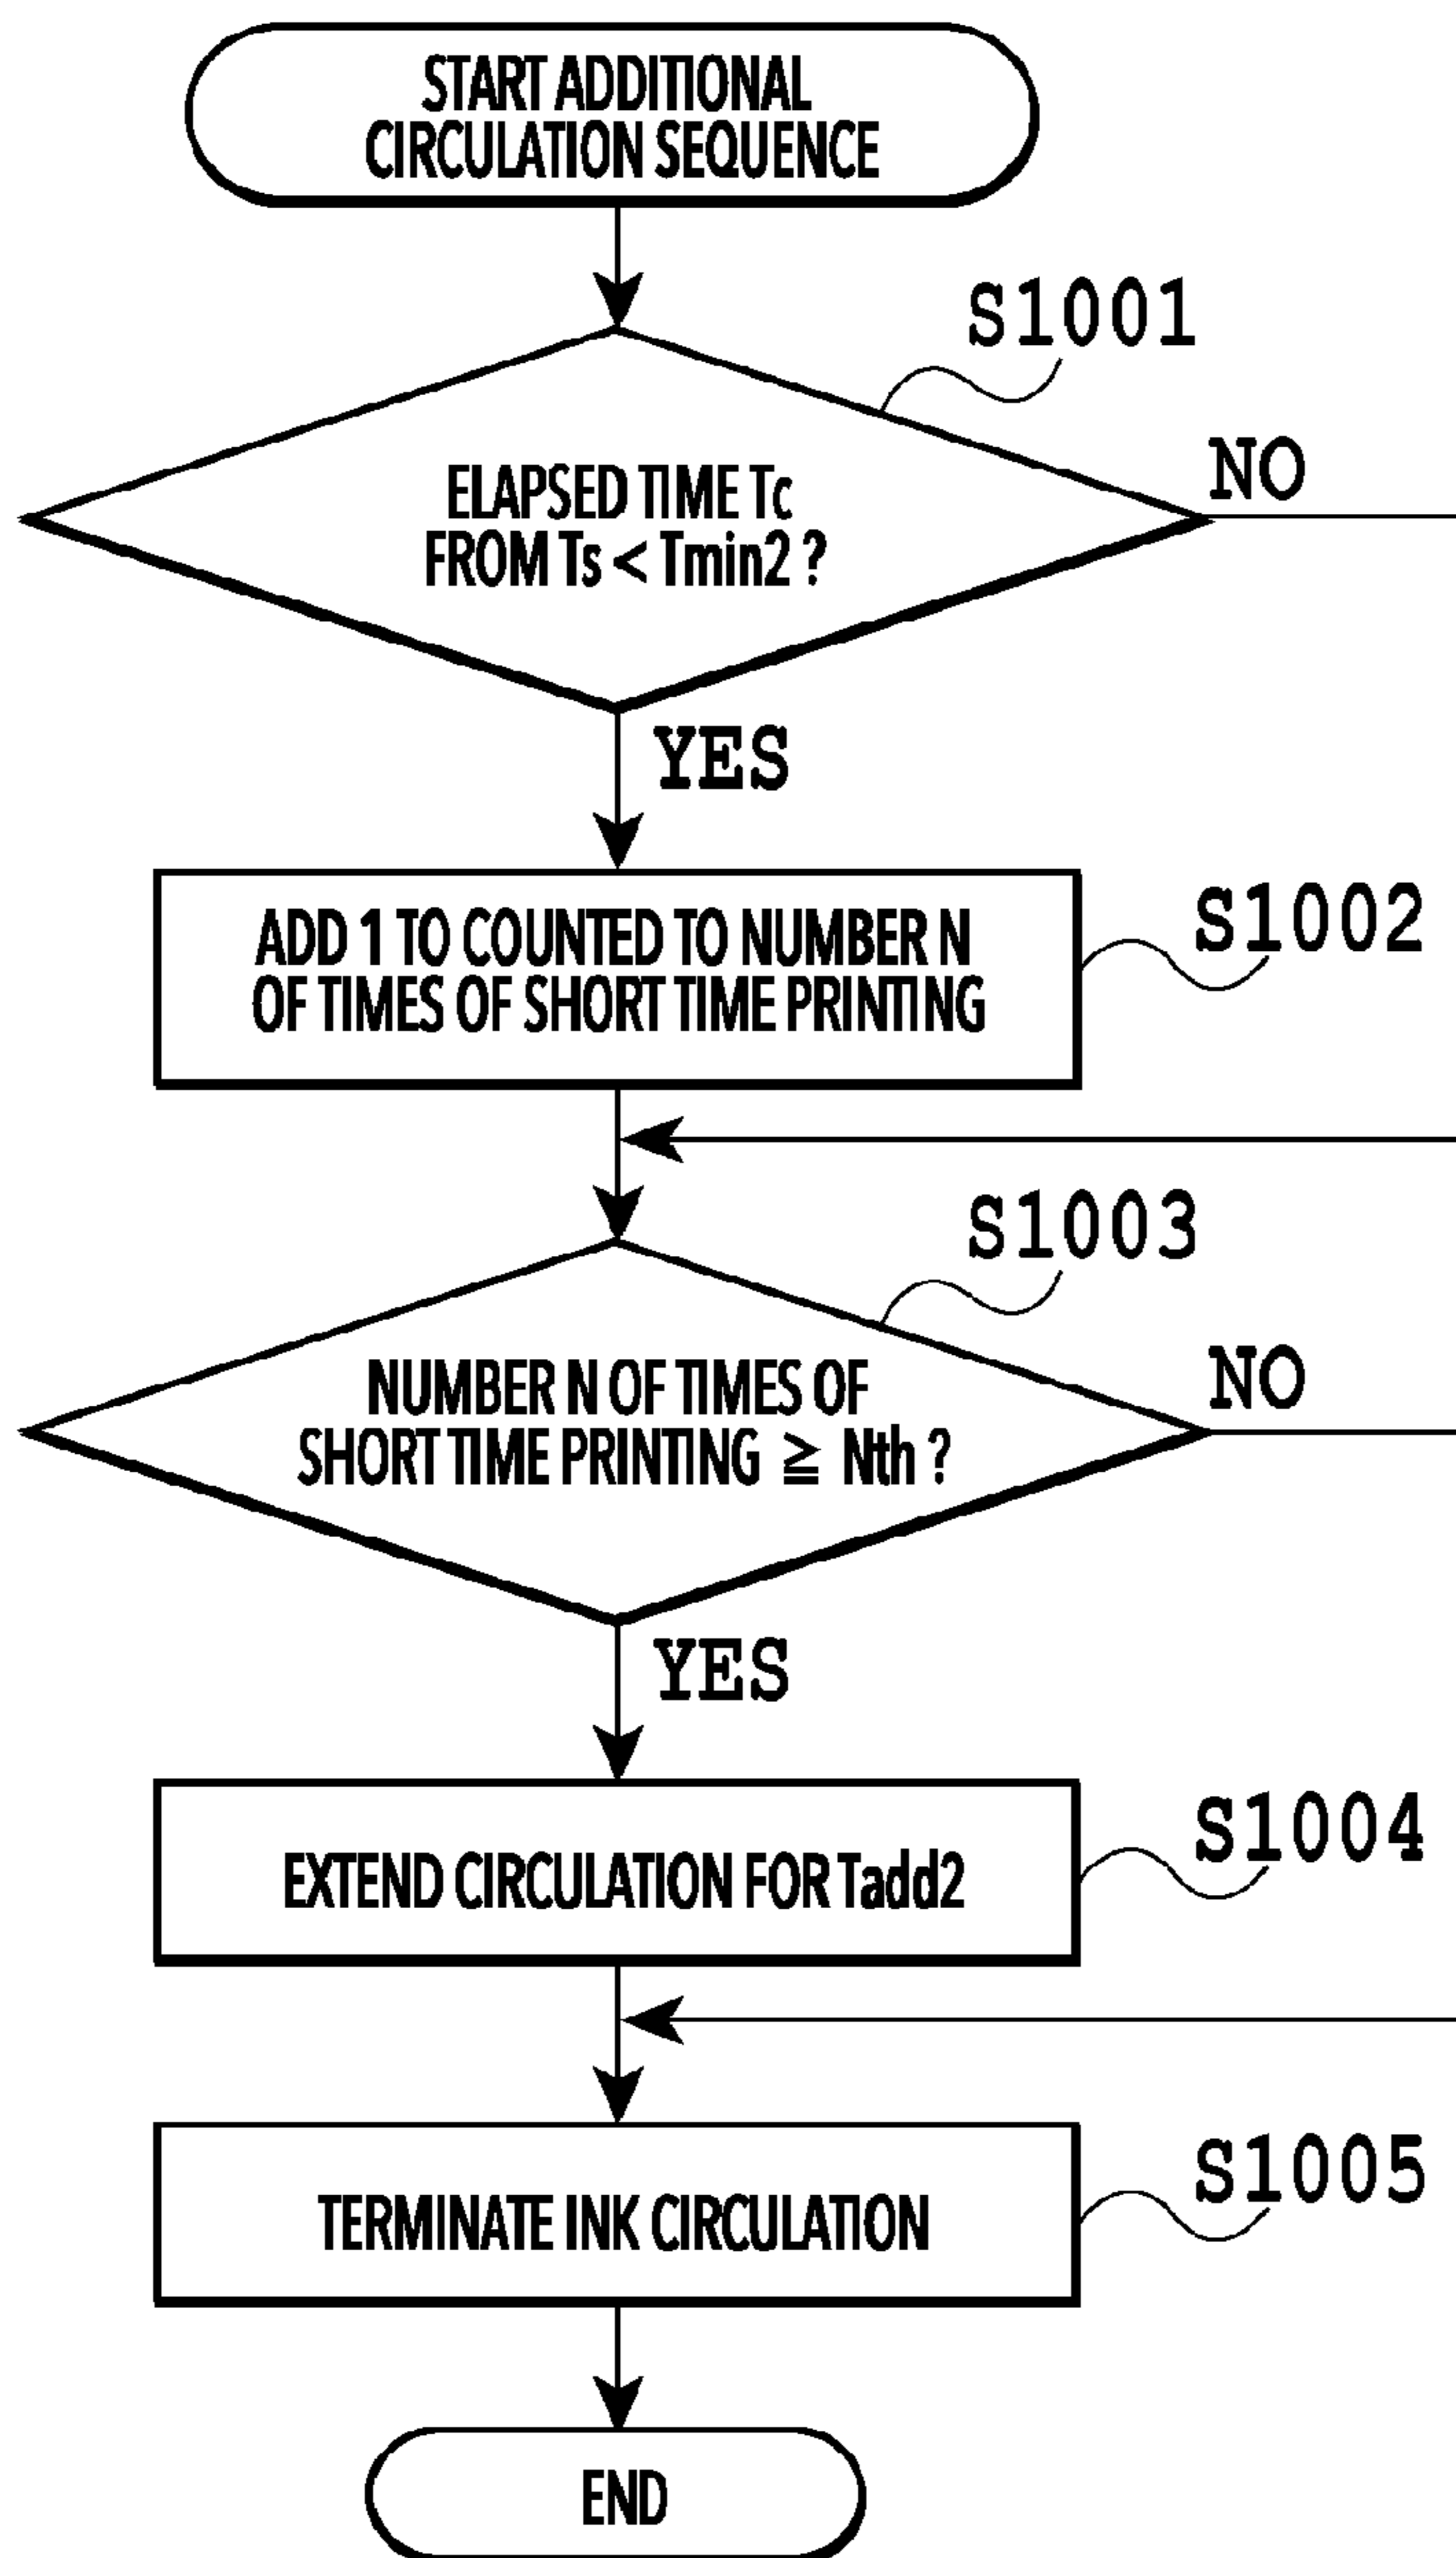 START ADDITIONAL
CIRCULATION SEQUENCE
S1001
ELAPSED TIME Tc
FROM Ts < Tmin2 ?
NO
YES
ADD 1 TO COUNTED TO NUMBER N
OF TIMES OF SHORT TIME PRINTING
S1002
S1003
NUMBER N OF TIMES OF
SHORT TIME PRINTING ≧ Nth ?
NO
YES
EXTEND CIRCULATION FOR Tadd2
S1004
TERMINATE INK CIRCULATION
S1005
END